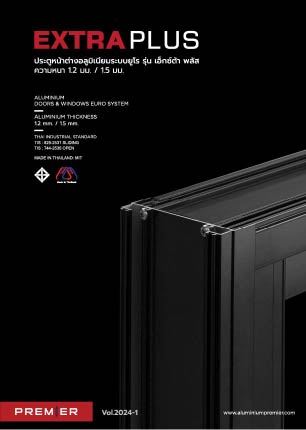 EXTRA PLUS
ประตูหน้าต่างอลูมิเนียมระบบยูโร รุ่น เอ็กซ์ตร้า พลัส
ความหนา 1.2 มม. / 1.5 มม.
ALUMINIUM
DOORS & WINDOWS EURO SYSTEM
ALUMINIUM THICKNESS
1.2 mm. / 1.5 mm.
THAI INDUSTRIAL STANDARD
TIS : 829-2531 SLIDING
TIS : 744-2530 OPEN
MADE IN THAILAND: MIT
Made in Thailand
PREMIER
Vol.2024-1
www.aluminiumpremier.com